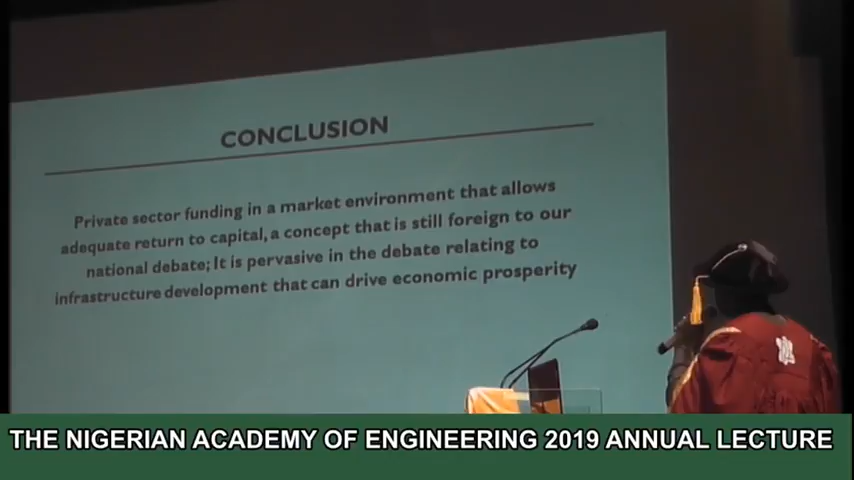 CONCLUSION
Private sector funding in a market environment that allows
adequate return to capital, a concept that is still foreign to our
national debate; It is pervasive in the debate relating to
infrastructure development that can drive economic prosperity
THE NIGERIAN ACADEMY OF ENGINEERING 2019 ANNUAL LECTURE